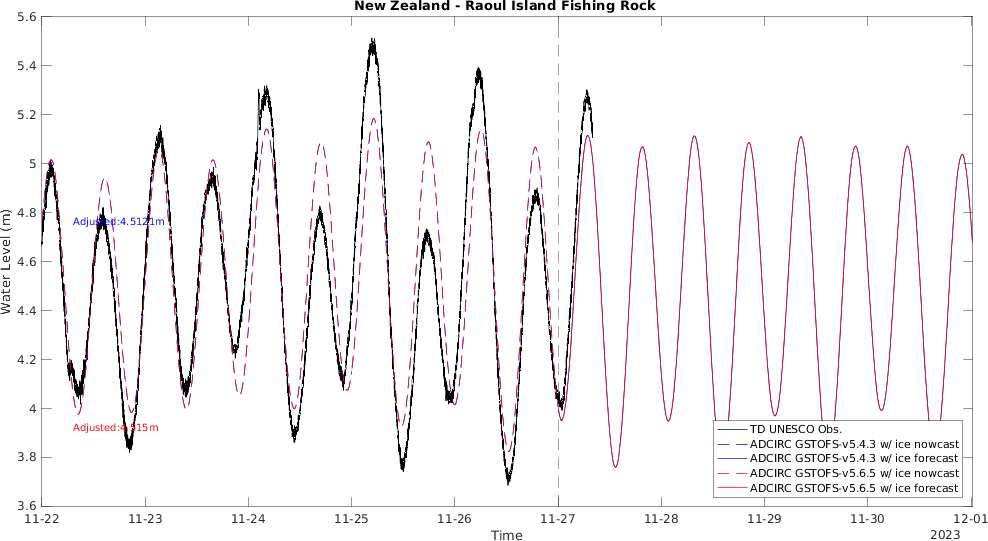 New Zealand - Raoul Island Fishing Rock
5.6
5.4
5.2
5
4.8
4.6
4.4
4.2
4
3.8
3.6
Water Level (m)
Adjusted:4.5121m
Adjusted:4.515m
TD UNESCO Obs.
ADCIRC GSTOFS-v5.4.3 w/ ice nowcast
ADCIRC GSTOFS-v5.4.3 w/ ice forecast
ADCIRC GSTOFS-v5.6.5 w/ ice nowcast
ADCIRC GSTOFS-v5.6.5 w/ ice forecast
11-22 11-23 11-24 11-25 11-26 11-27 11-28 11-29 11-30 12-01
Time
2023